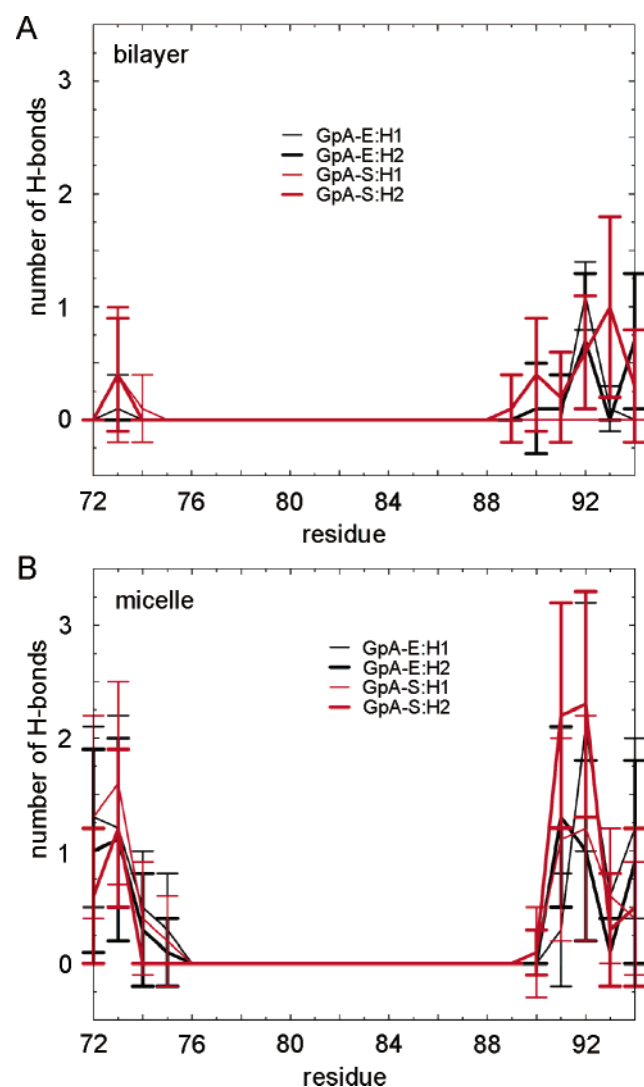 A
bilayer
3
2
1
0
number of H-bonds
GpA-E:H1
GpA-E:H2
GpA-S:H1
GpA-S:H2
72 76 80 84 88 92
residue
B
micelle
3
2
1
0
number of H-bonds
GpA-E:H1
GpA-E:H2
GpA-S:H1
GpA-S:H2
72 76 80 84 88 92
residue